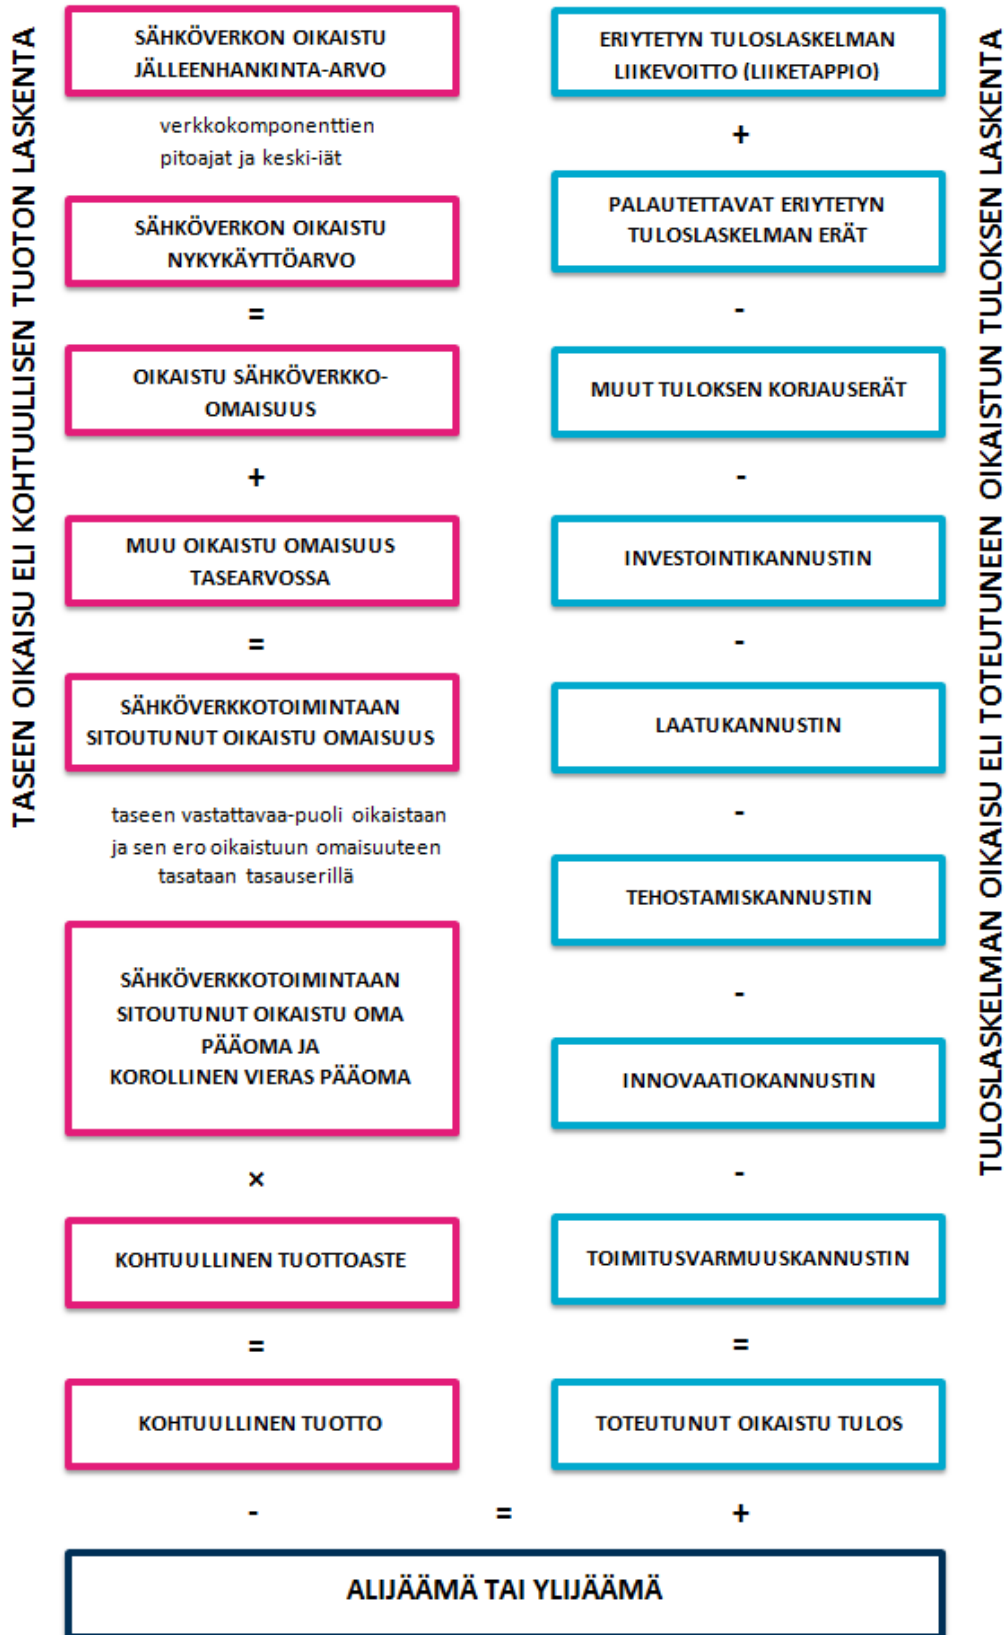 TASEEN OIKAISU ELI KOHTUULLISEN TUOTON LASKENTA
SÄHKÖVERKON OIKAISTU
JÄLLEENHANKINTA-ARVO
verkkokomponenttien
pitoajat ja keski-iät
SÄHKÖVERKON OIKAISTU
NYKYKÄYTTÖARVO
=
OIKAISTU SÄHKÖVERKKO-
OMAISUUS
+
MUU OIKAISTU OMAISUUS
TASEARVOSSA
=
SÄHKÖVERKKOTOIMINTAAN
SITOUTUNUT OIKAISTU OMAISUUS
taseen vastattavaa-puoli oikaistaan
ja sen ero oikaistuun omaisuuteen
tasataan tasauserillä
SÄHKÖVERKKOTOIMINTAAN
SITOUTUNUT OIKAISTU OMA
PÄÄOMA JA
KOROLLINEN VIERAS PÄÄOMA
×
KOHTUULLINEN TUOTTOASTE
=
KOHTUULLINEN TUOTTO
ERIYTETYN TULOSLASKELMAN
LIIKEVOITTO (LIIKETAPPIO)
+
PALAUTETTAVAT ERIYTETYN
TULOSLASKELMAN ERÄT
-
MUUT TULOKSEN KORJAUSERÄT
-
INVESTOINTIKANNUSTIN
-
LAATUKANNUSTIN
-
TEHOSTAMISKANNUSTIN
-
INNOVAATIOKANNUSTIN
-
TOIMITUSVARMUUSKANNUSTIN
=
TOTEUTUNUT OIKAISTU TULOS
TULOSLASKELMAN OIKAISU ELI TOTEUTUNEEN OIKAISTUN TULOKSEN LASKENTA
- = +
ALIJÄÄMÄ TAI YLIJÄÄMÄ